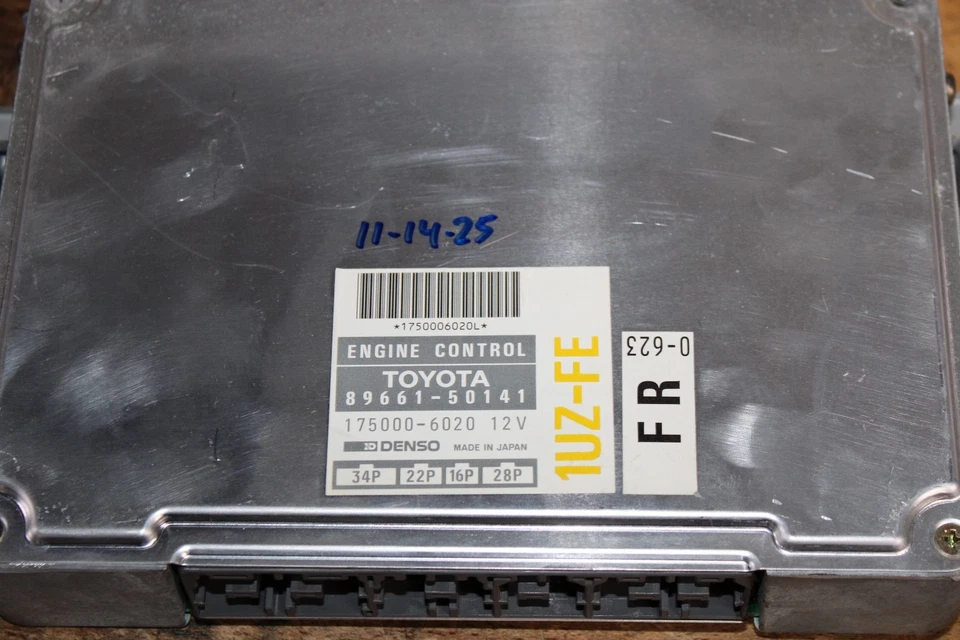 11-14-25
*1750006020L*
ENGINE CONTROL
TOYOTA
89661-50141
175000-6020 12V
DENSO MADE IN JAPAN
34P 22P 16P 28P
1UZ-FE
FR
0-623